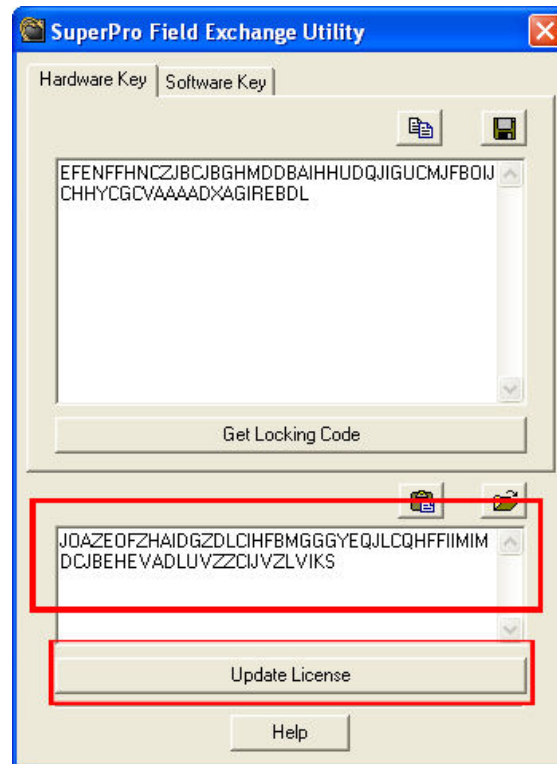 SuperPro Field Exchange Utility
Hardware Key
Software Key
EFENFFHNCZJBCJBGHMDDBAIHHUDQJIGUCMJFBOIJ
CHHYCGCVAAAADXAGIREBDL
Get Locking Code
JOAZEOFZHAIDGZDLCIHFBMGGGYEQJLCQHFFIIMIM
DCJBEHEVADLUVZZCIJVZLVIKS
Update License
Help